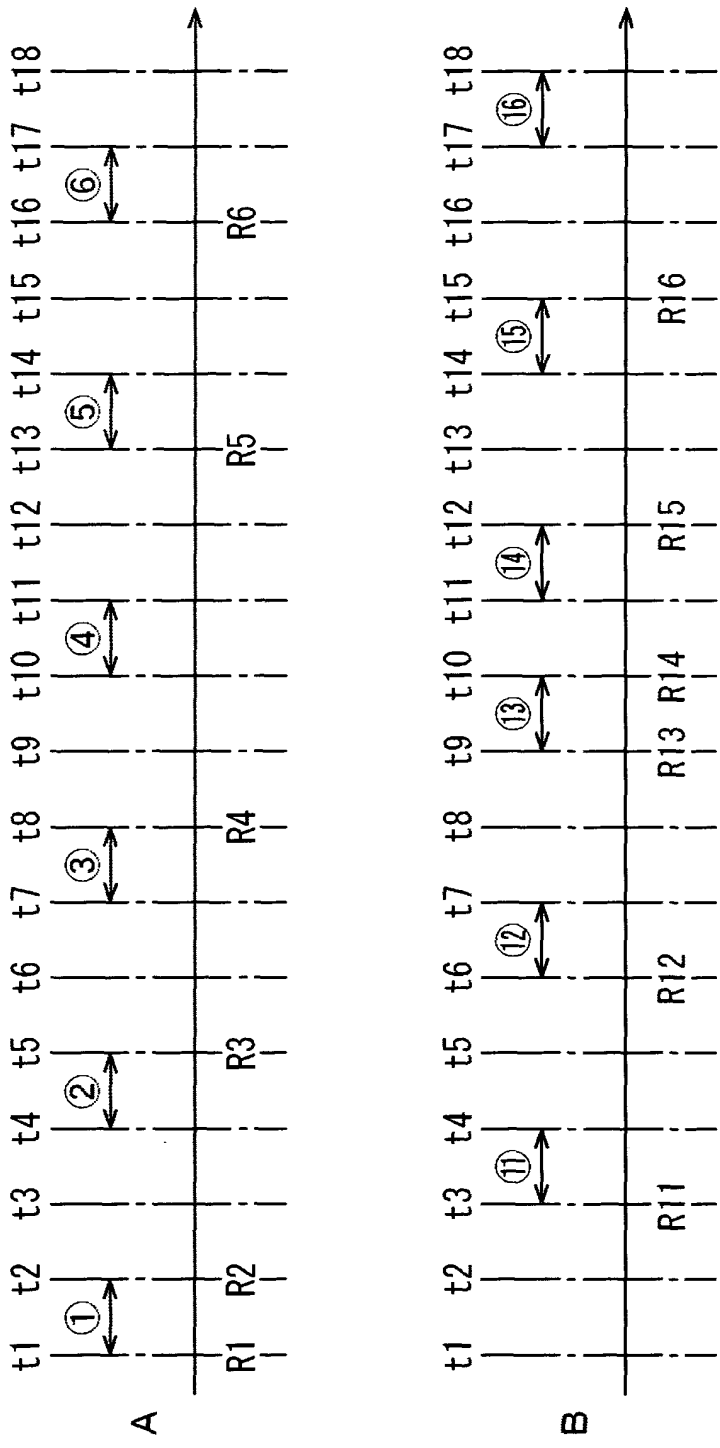 A
t1 t2 t3 t4 t5 t6 t7 t8 t9 t10 t11 t12 t13 t14 t15 t16 t17 t18
① ② ③ ④ ⑤ ⑥
R1 R2 R3 R4 R5 R6
B
t1 t2 t3 t4 t5 t6 t7 t8 t9 t10 t11 t12 t13 t14 t15 t16 t17 t18
⑪ ⑫ ⑬ ⑭ ⑮ ⑯
R11 R12 R13 R14 R15 R16